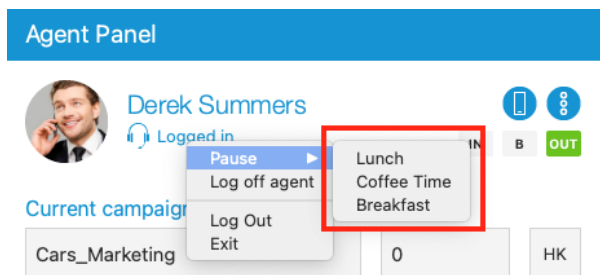 Agent Panel
Derek Summers
Logged in
B OUT
Pause
Log off agent
Log Out
Exit
Lunch
Coffee Time
Breakfast
Current
Cars_Marketing 0 HK